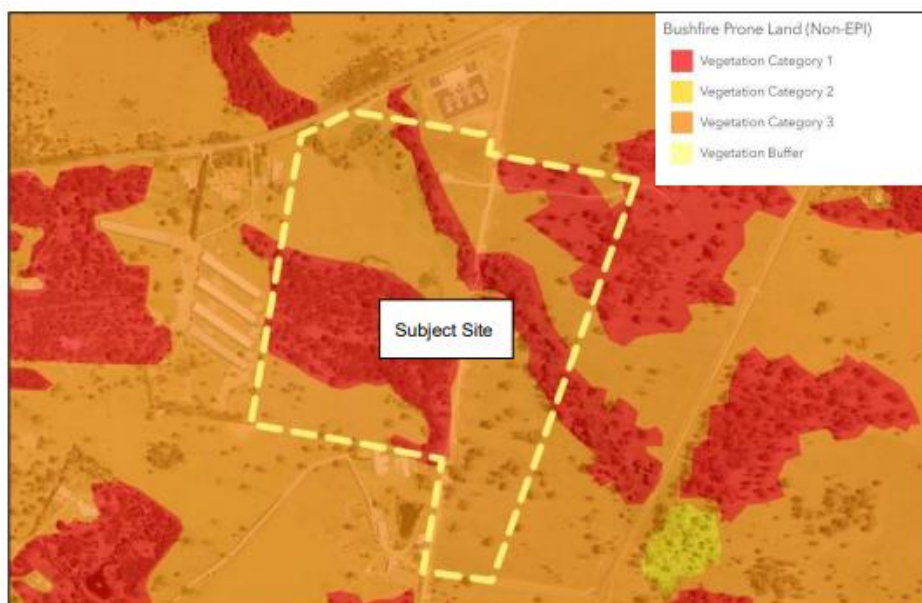 Bushfire Prone Land (Non-EPI)
Vegetation Category 1
Vegetation Category 2
Vegetation Category 3
Vegetation Buffer
Subject Site